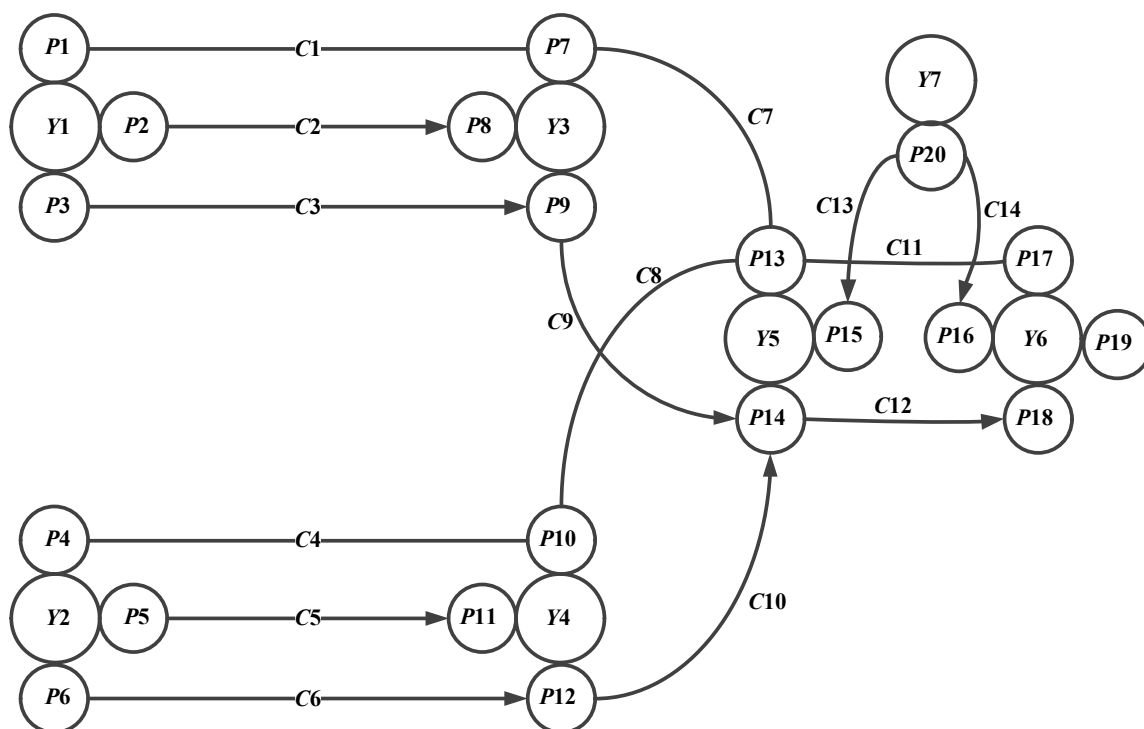 P1 C1 P7
Y7
Y1 P2 C2 P8 Y3
C7
P20
P3 C3 P9
C13 C14
P13 C11 P17
C8
C9
Y5 P15 P16 Y6 P19
P14 C12 P18
P4 C4 P10
C10
Y2 P5 C5 P11 Y4
P6 C6 P12